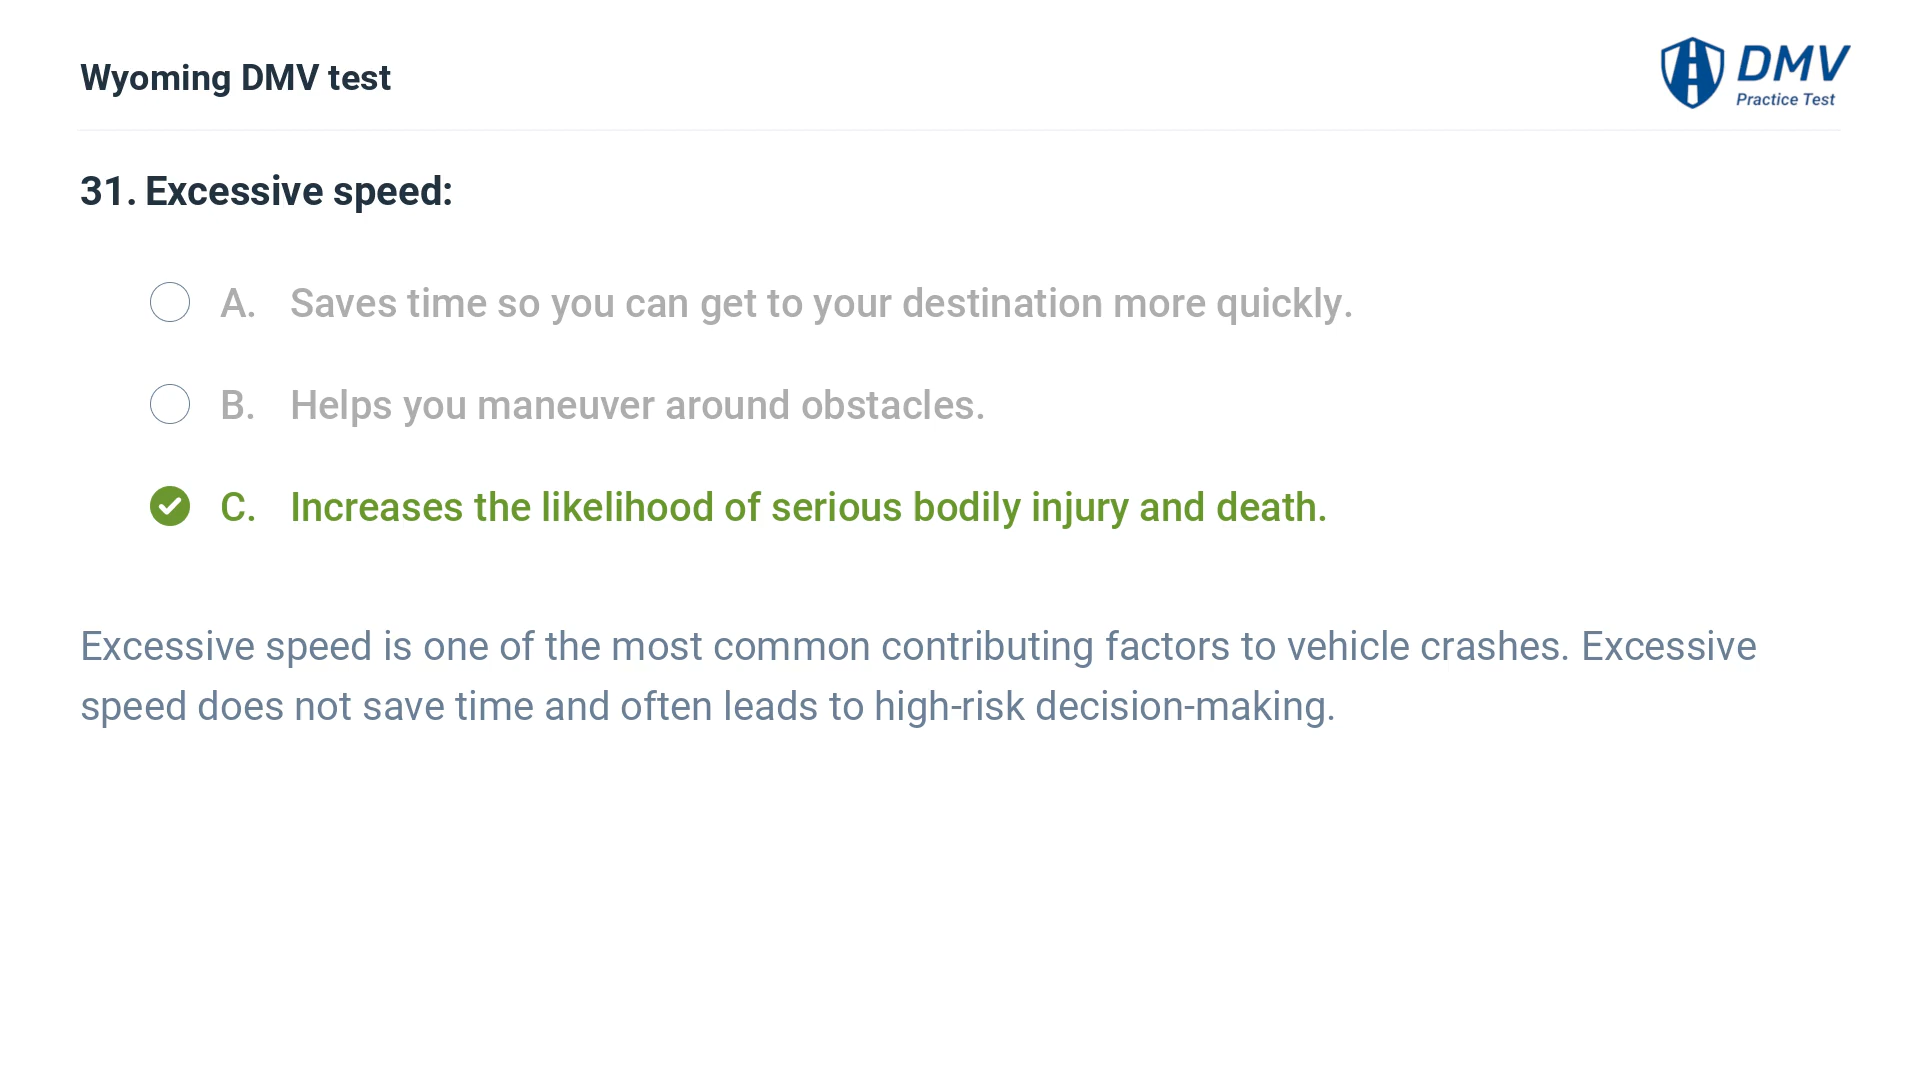 Wyoming DMV test
DMV
Practice Test
31. Excessive speed:
A. Saves time so you can get to your destination more quickly.
B. Helps you maneuver around obstacles.
C. Increases the likelihood of serious bodily injury and death.
Excessive speed is one of the most common contributing factors to vehicle crashes. Excessive
speed does not save time and often leads to high-risk decision-making.